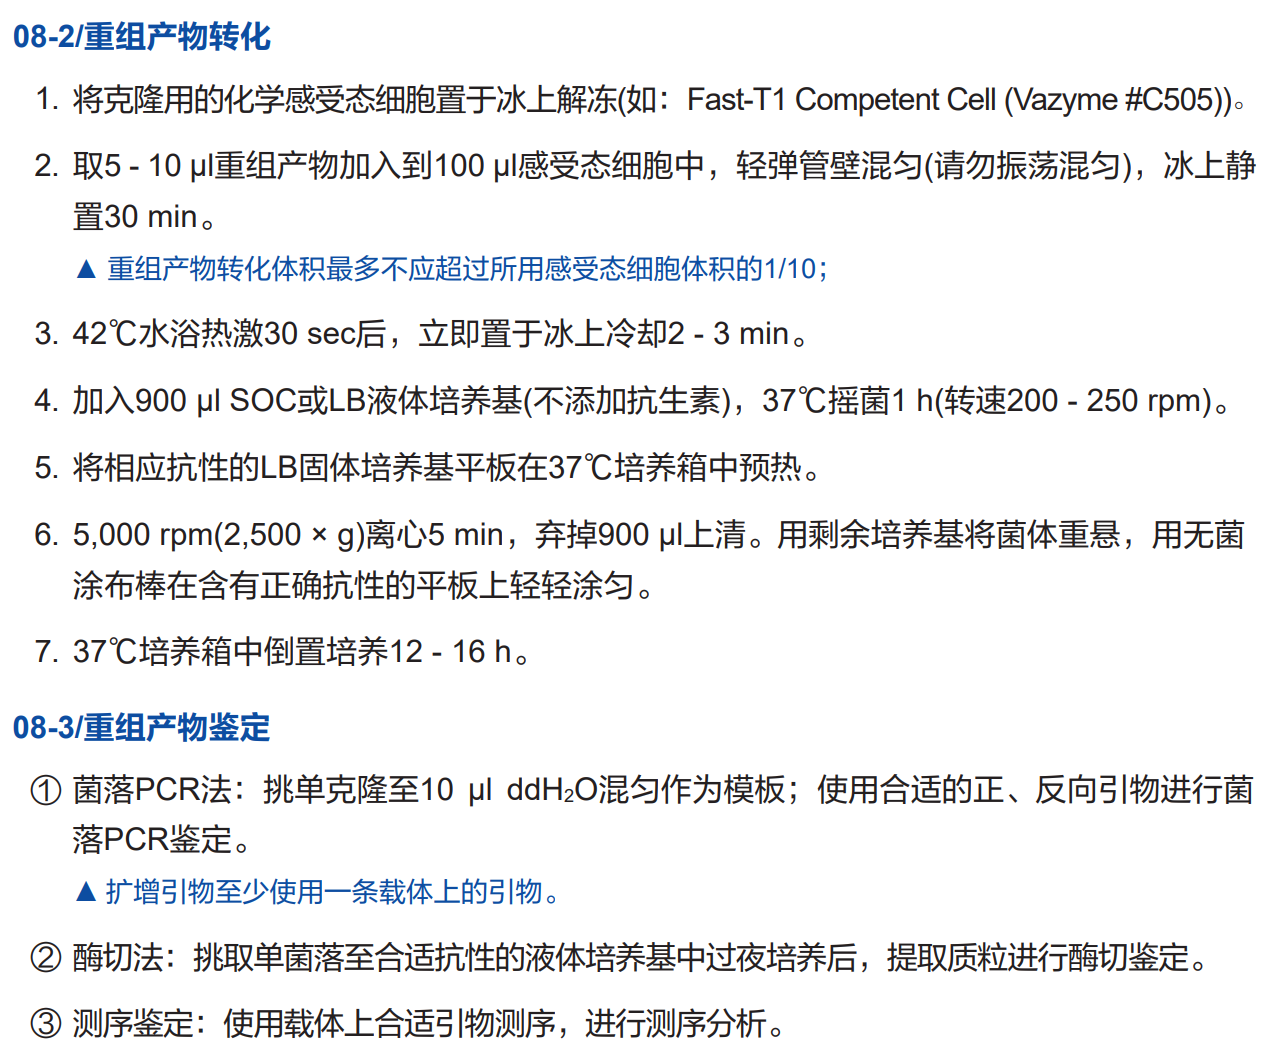 08-2/重组产物转化
1. 将克隆用的化学感受态细胞置于冰上解冻(如：Fast-T1 Competent Cell (Vazyme #C505))。
2. 取5 - 10 μl重组产物加入到100 μl感受态细胞中，轻弹管壁混匀(请勿振荡混匀)，冰上静
置30 min。
▲ 重组产物转化体积最多不应超过所用感受态细胞体积的1/10；
3. 42℃水浴热激30 sec后，立即置于冰上冷却2 - 3 min。
4. 加入900 μl SOC或LB液体培养基(不添加抗生素)，37℃摇菌1 h(转速200 - 250 rpm)。
5. 将相应抗性的LB固体培养基平板在37℃培养箱中预热。
6. 5,000 rpm(2,500 × g)离心5 min，弃掉900 μl上清。用剩余培养基将菌体重悬，用无菌
涂布棒在含有正确抗性的平板上轻轻涂匀。
7. 37℃培养箱中倒置培养12 - 16 h。
08-3/重组产物鉴定
① 菌落PCR法：挑单克隆至10 μl ddH₂O混匀作为模板；使用合适的正、反向引物进行菌
落PCR鉴定。
▲ 扩增引物至少使用一条载体上的引物。
② 酶切法：挑取单菌落至合适抗性的液体培养基中过夜培养后，提取质粒进行酶切鉴定。
③ 测序鉴定：使用载体上合适引物测序，进行测序分析。